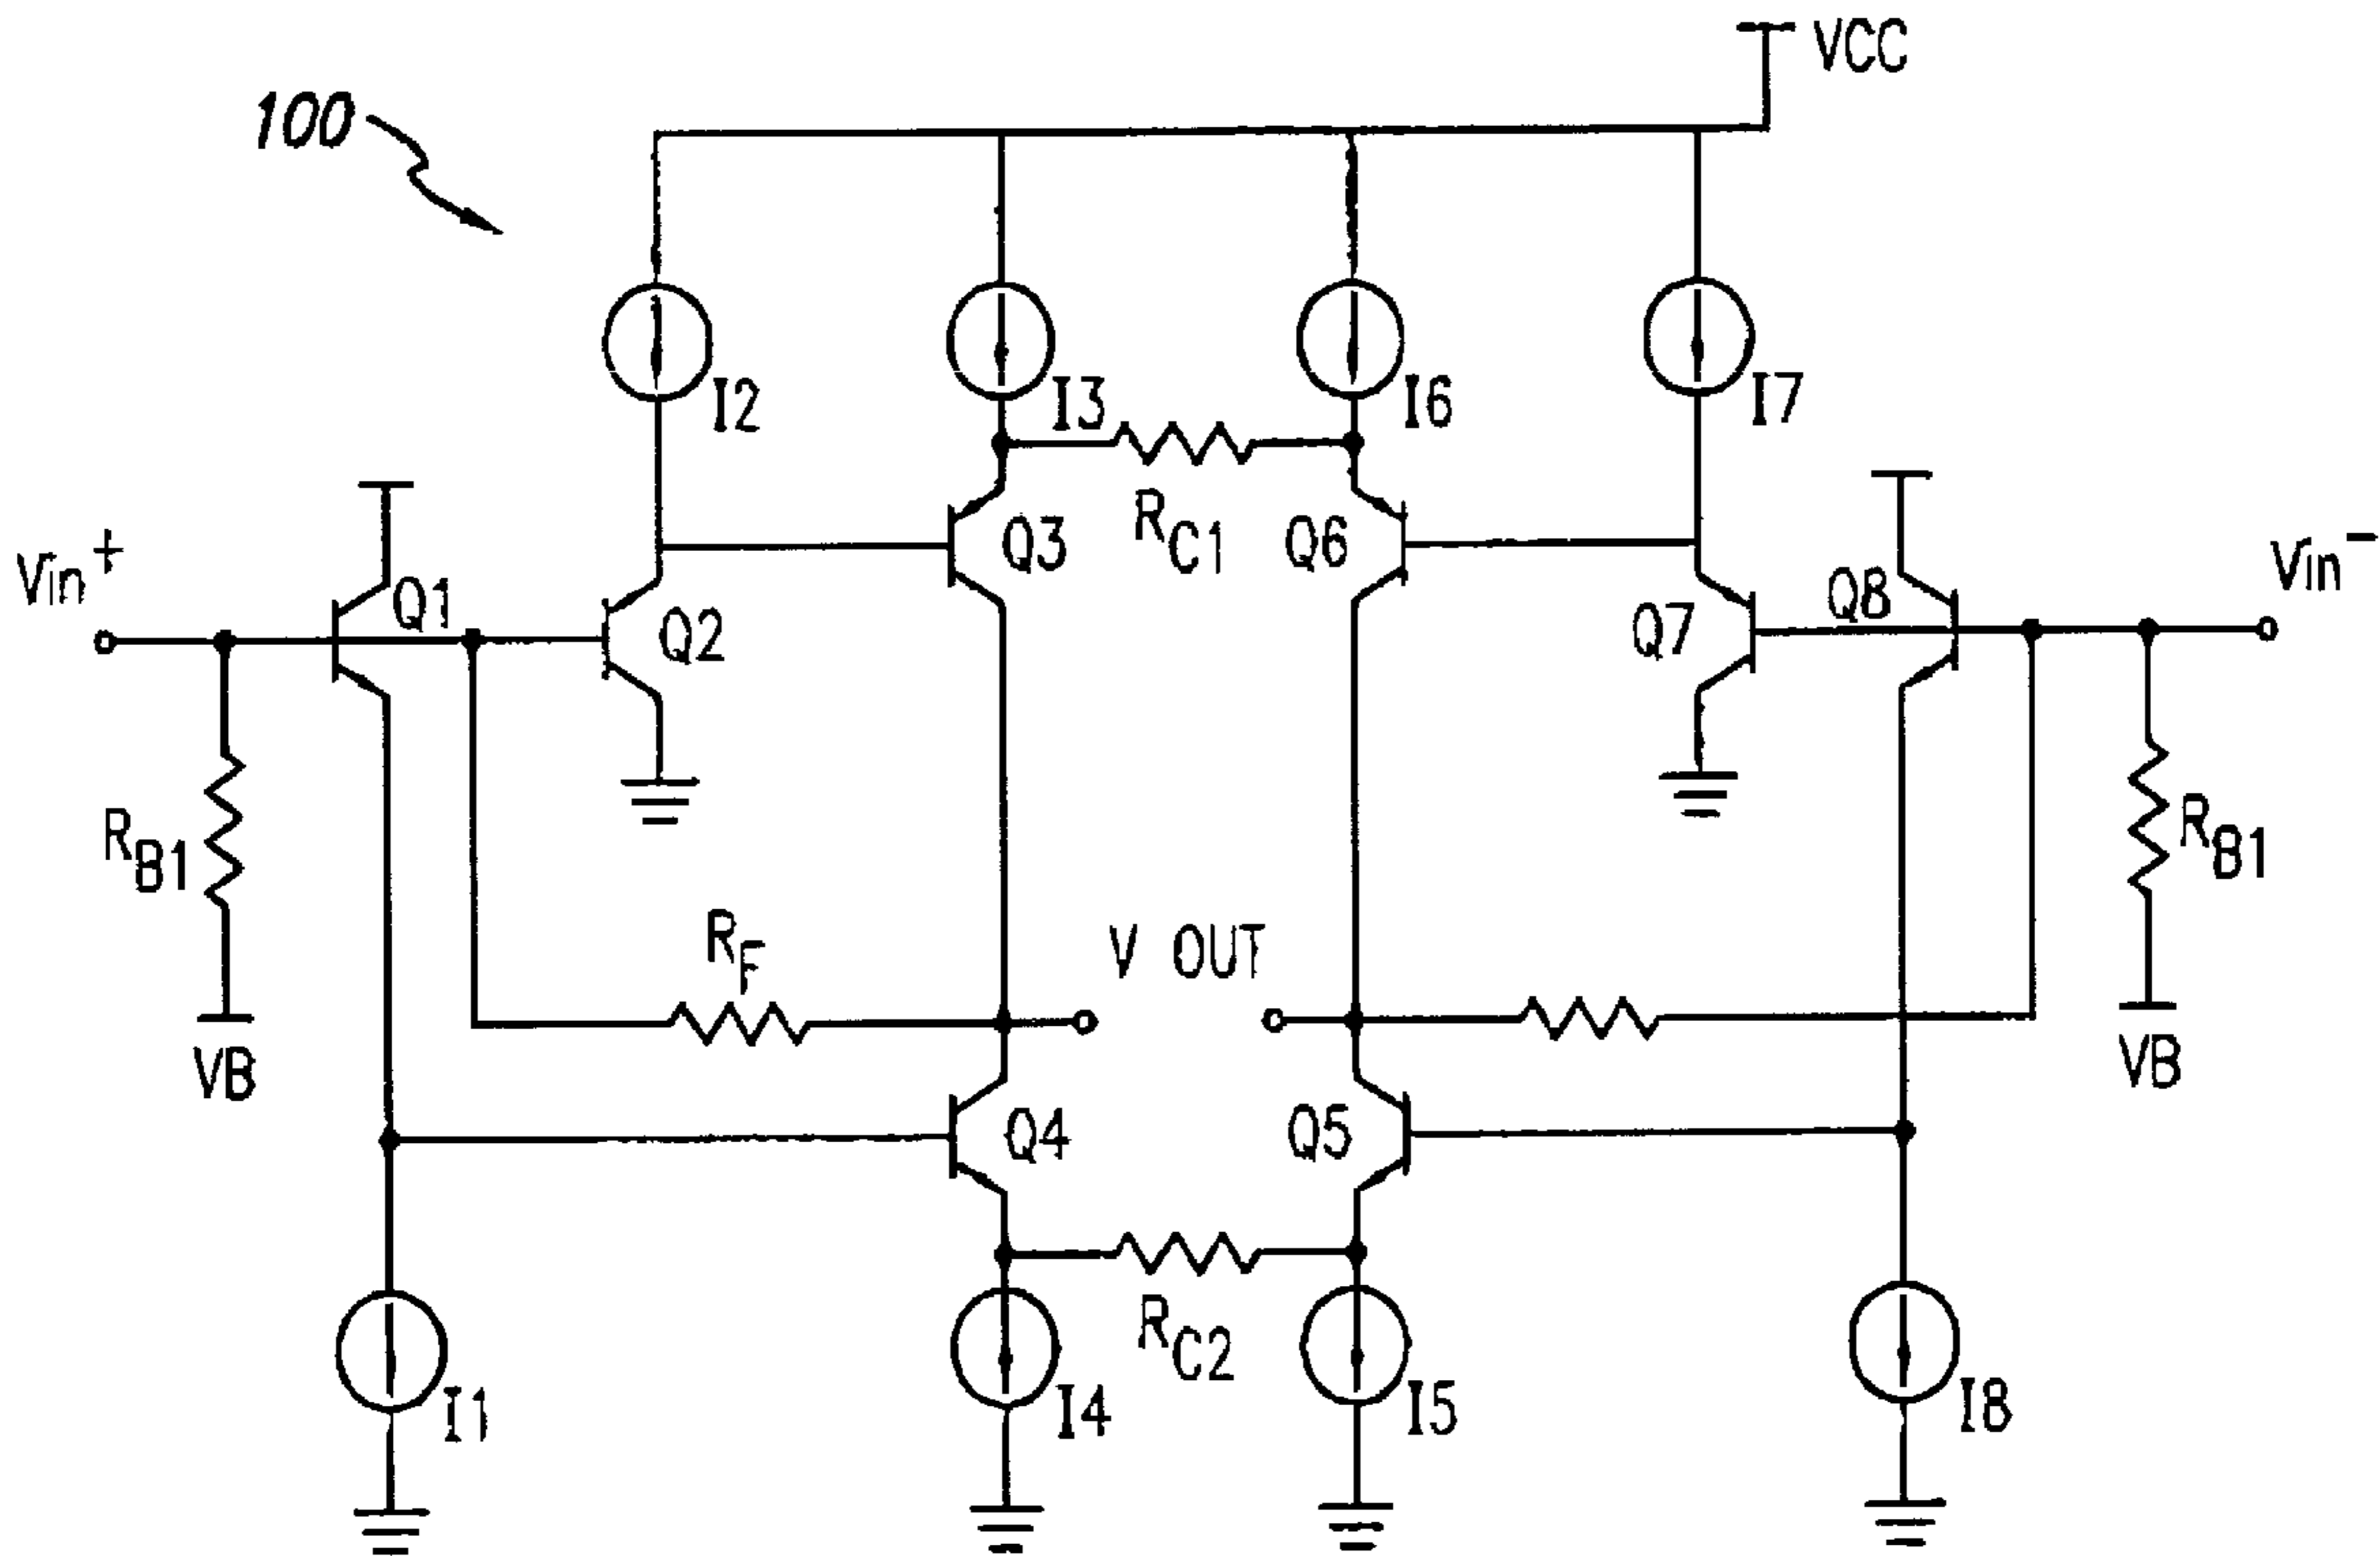 VCC
100
I2
I3
I6
I7
RC1
Vin+
Q1
Q2
Q3
Q6
Q7
Q8
Vin-
RB1
RB1
RF
V OUT
VB
VB
Q4
Q5
RC2
I1
I4
I5
I8